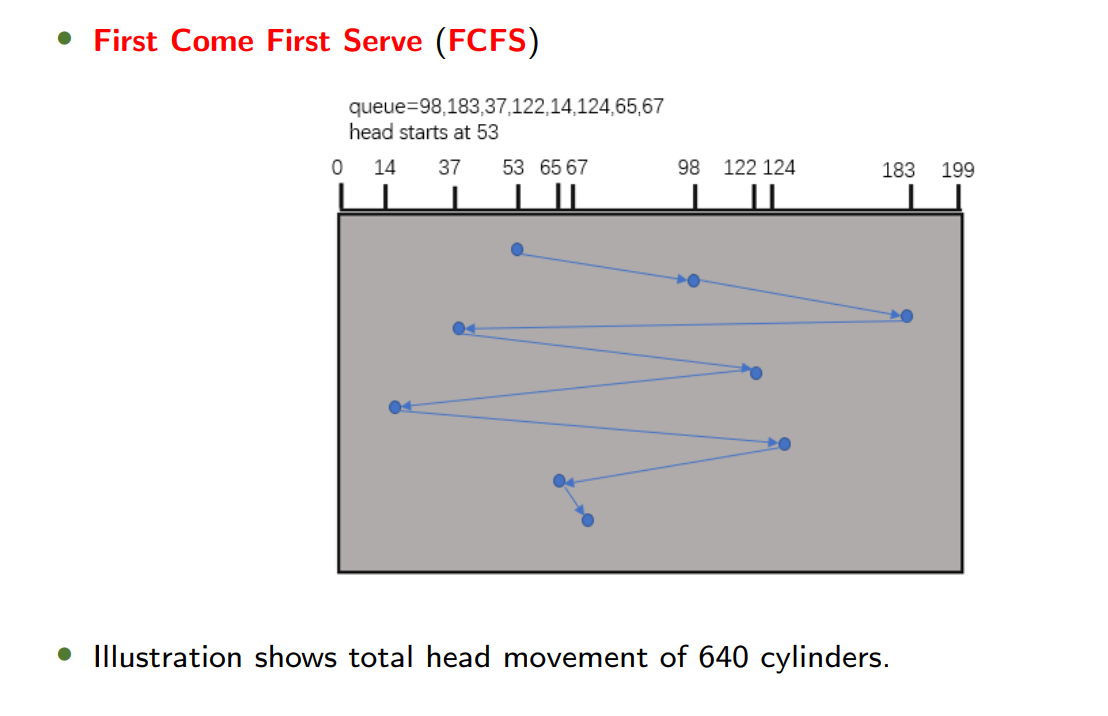 • First Come First Serve (FCFS)
queue=98,183,37,122,14,124,65,67
head starts at 53
0 14 37 53 65 67 98 122 124 183 199
• Illustration shows total head movement of 640 cylinders.